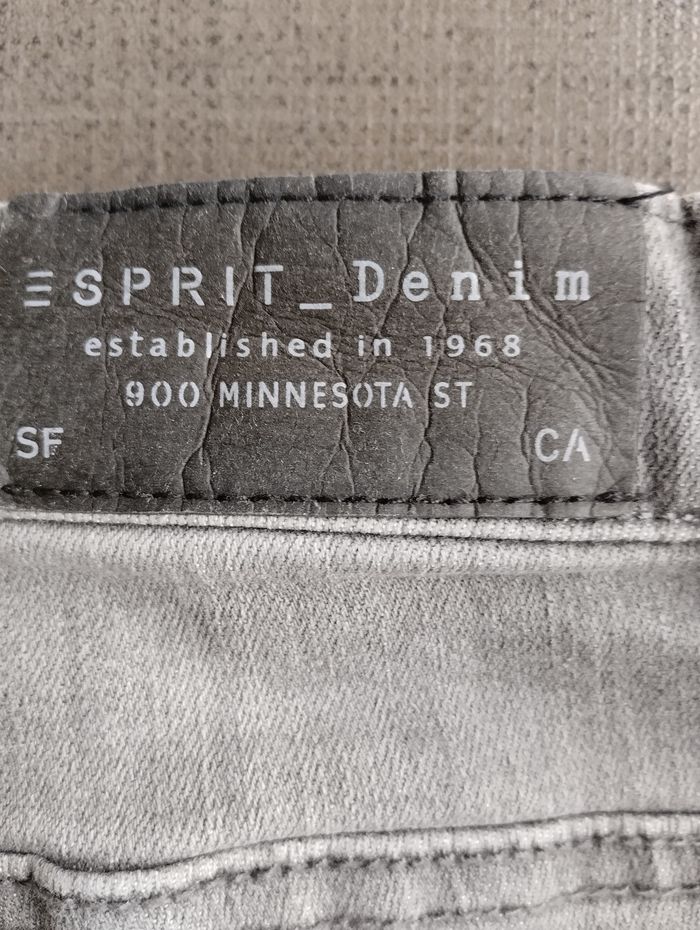 ESPRIT_Denim
established in 1968
900 MINNESOTA ST
SF CA